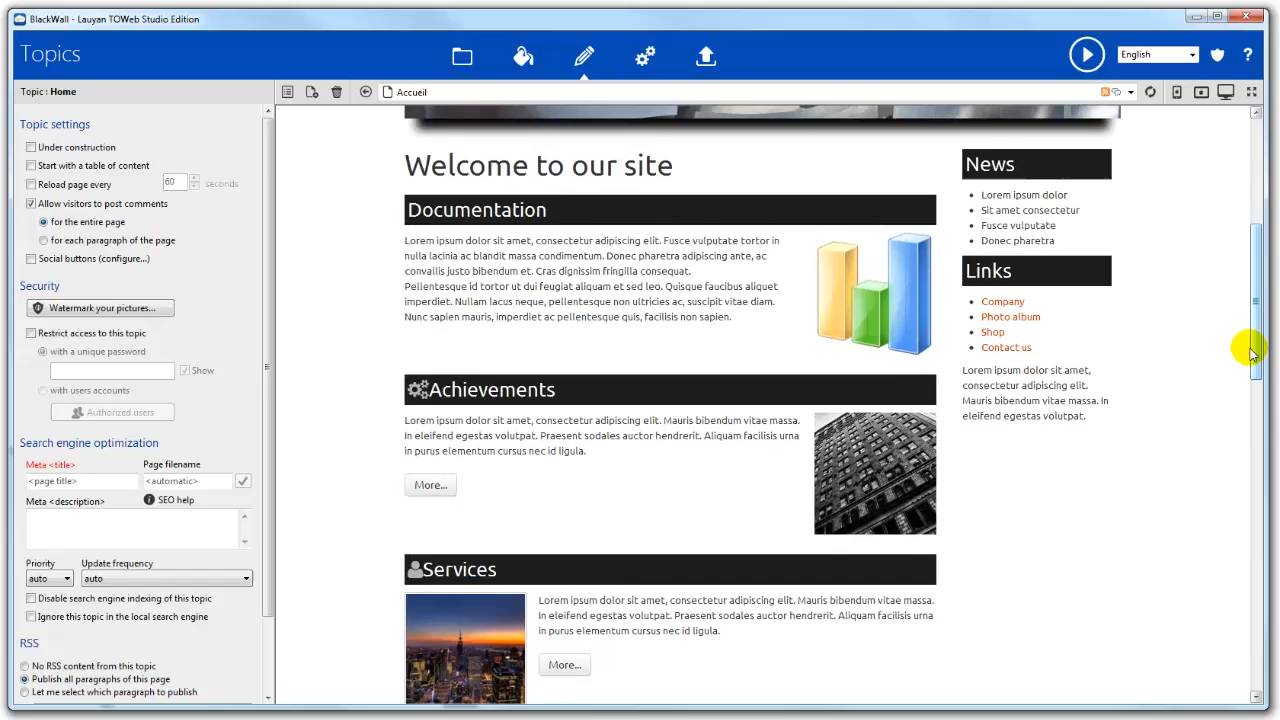 BlackWall - Lauyan TOWeb Studio Edition
Topics
English
?
Topic : Home
Accueil
Topic settings
Under construction
Start with a table of content
Reload page every 60 seconds
Allow visitors to post comments
for the entire page
for each paragraph of the page
Social buttons (configure...)
Security
Watermark your pictures...
Restrict access to this topic
with a unique password
Show
with users accounts
Authorized users
Search engine optimization
Meta <title> Page filename
<page title> <automatic>
Meta <description> SEO help
Priority Update frequency
auto auto
Disable search engine indexing of this topic
Ignore this topic in the local search engine
RSS
No RSS content from this topic
Publish all paragraphs of this page
Let me select which paragraph to publish
Welcome to our site
Documentation
Lorem ipsum dolor sit amet, consectetur adipiscing elit. Fusce vulputate tortor in
nulla lacinia ac blandit massa condimentum. Donec pharetra adipiscing ante, ac
convallis justo bibendum et. Cras dignissim fringilla consequat.
Pellentesque id tortor ut dui feugiat aliquam et sed leo. Quisque faucibus aliquet
imperdiet. Nullam lacus neque, pellentesque non ultricies ac, suscipit vitae diam.
Nunc sapien mauris, imperdiet ac pellentesque quis, facilisis non sapien.
Achievements
Lorem ipsum dolor sit amet, consectetur adipiscing elit. Mauris bibendum vitae massa.
In eleifend egestas volutpat. Praesent sodales auctor hendrerit. Aliquam facilisis urna
in purus elementum cursus nec id ligula.
More...
Services
Lorem ipsum dolor sit amet, consectetur adipiscing elit. Mauris bibendum vitae massa.
In eleifend egestas volutpat. Praesent sodales auctor hendrerit. Aliquam facilisis urna
in purus elementum cursus nec id ligula.
More...
News
Lorem ipsum dolor
Sit amet consectetur
Fusce vulputate
Donec pharetra
Links
Company
Photo album
Shop
Contact us
Lorem ipsum dolor sit amet,
consectetur adipiscing elit.
Mauris bibendum vitae massa. In
eleifend egestas volutpat.